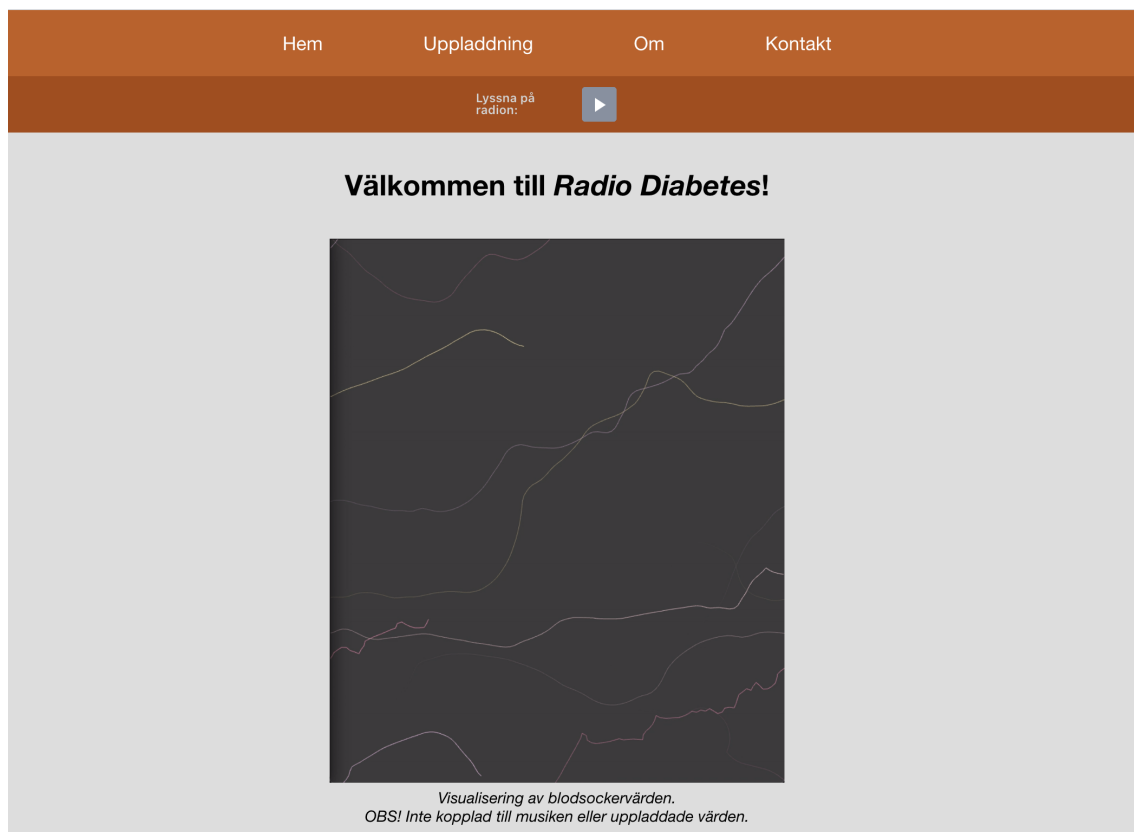 Hem Uppladdning Om Kontakt
Lyssna på
radion:
Välkommen till Radio Diabetes!
Visualisering av blodsockervärden.
OBS! Inte kopplad till musiken eller uppladdade värden.